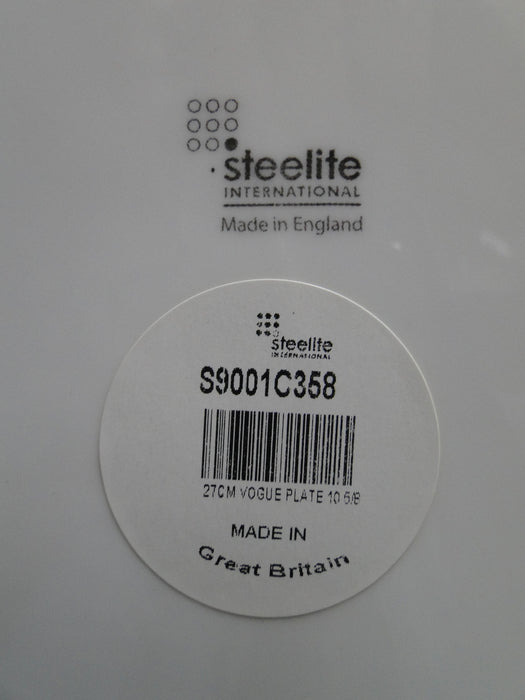 steelite
INTERNATIONAL
Made in England
steelite
INTERNATIONAL
S9001C358
27CM VOGUE PLATE 10 5/8
MADE IN
Great Britain